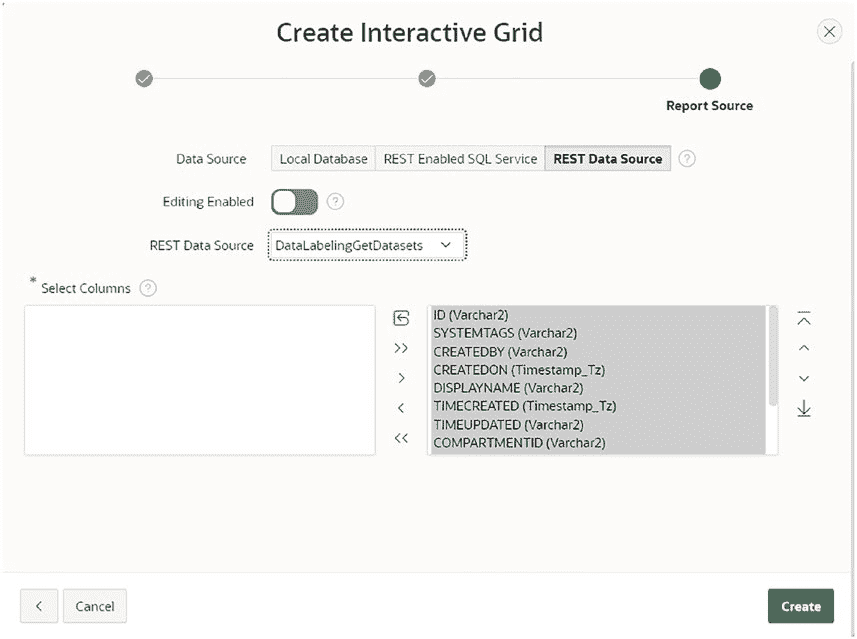 Create Interactive Grid
Report Source
Data Source Local Database REST Enabled SQL Service REST Data Source ?
Editing Enabled ?
REST Data Source DataLabelingGetDatasets
* Select Columns ?
ID (Varchar2)
SYSTEMTAGS (Varchar2)
CREATEDBY (Varchar2)
CREATEDON (Timestamp_Tz)
DISPLAYNAME (Varchar2)
TIMECREATED (Timestamp_Tz)
TIMEUPDATED (Varchar2)
COMPARTMENTID (Varchar2)
Cancel Create